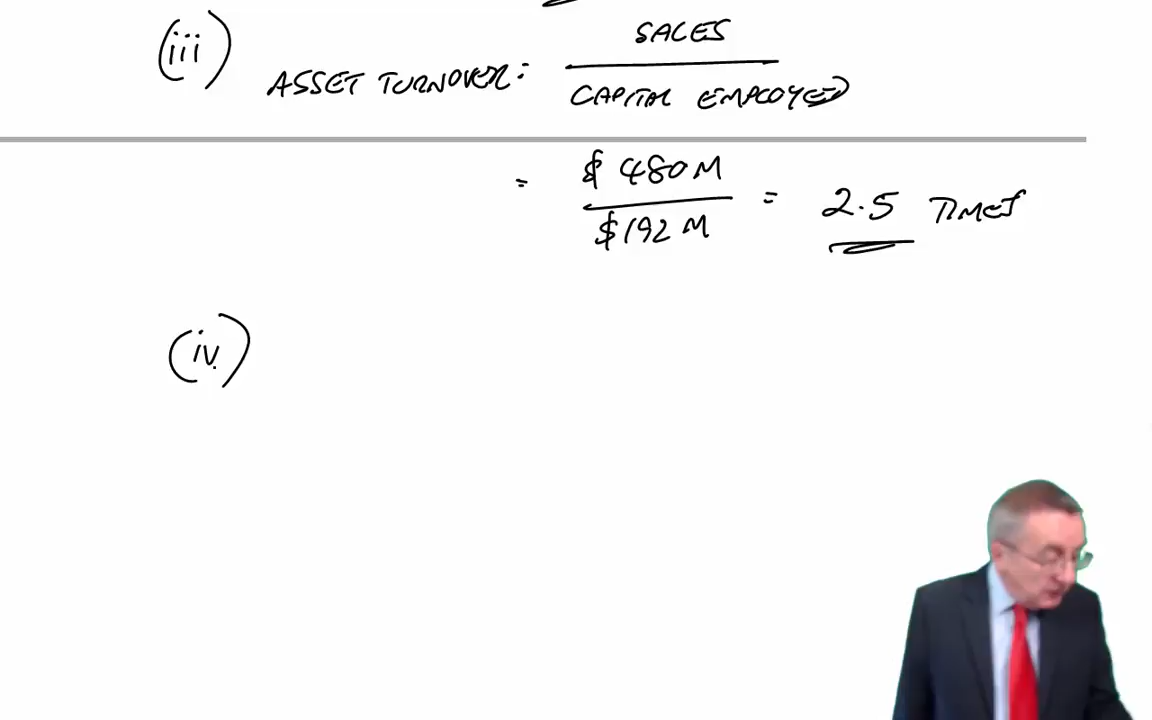 (iii) ASSET TURNOVER: SALES / CAPITAL EMPLOYED
= $480M / $192M = 2.5 TIMES
(iv)